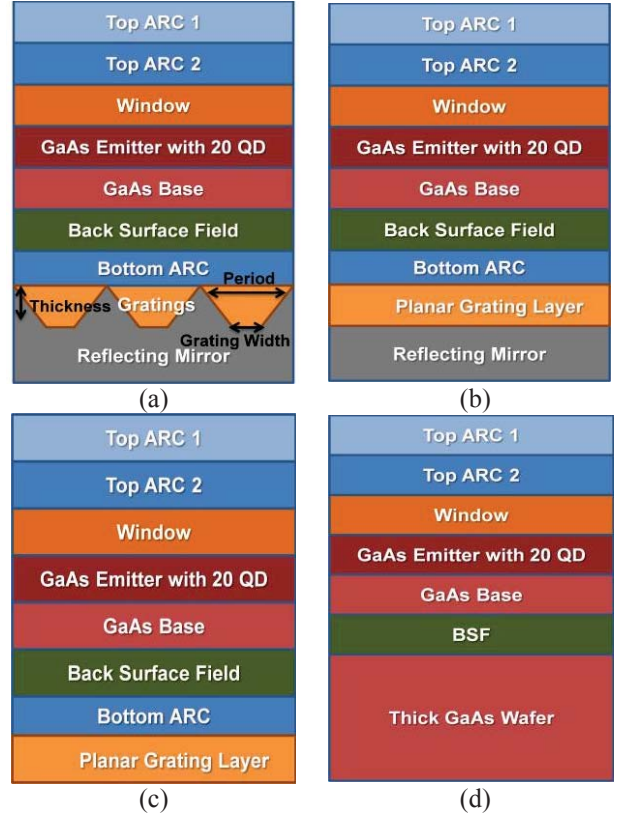 Top ARC 1
Top ARC 2
Window
GaAs Emitter with 20 QD
GaAs Base
Back Surface Field
Bottom ARC
Period
Thickness
Gratings
Grating Width
Reflecting Mirror
(a)
Top ARC 1
Top ARC 2
Window
GaAs Emitter with 20 QD
GaAs Base
Back Surface Field
Bottom ARC
Planar Grating Layer
Reflecting Mirror
(b)
Top ARC 1
Top ARC 2
Window
GaAs Emitter with 20 QD
GaAs Base
Back Surface Field
Bottom ARC
Planar Grating Layer
(c)
Top ARC 1
Top ARC 2
Window
GaAs Emitter with 20 QD
GaAs Base
BSF
Thick GaAs Wafer
(d)